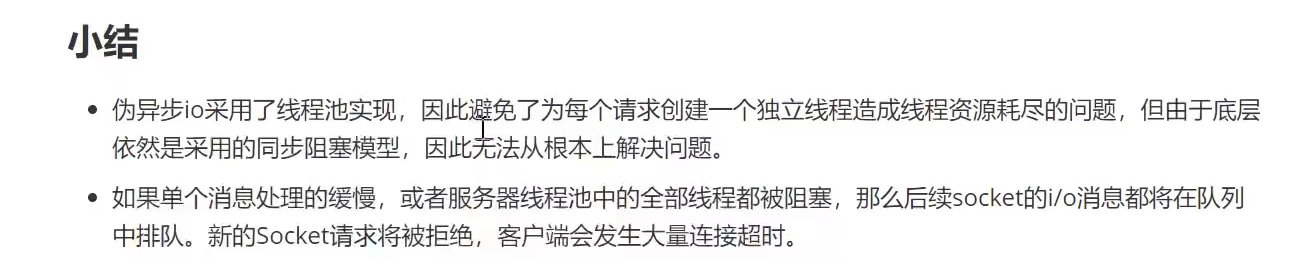 小结
伪异步io采用了线程池实现，因此避免了为每个请求创建一个独立线程造成线程资源耗尽的问题，但由于底层
依然是采用的同步阻塞模型，因此无法从根本上解决问题。
如果单个消息处理的缓慢，或者服务器线程池中的全部线程都被阻塞，那么后续socket的i/o消息都将在队列
中排队。新的Socket请求将被拒绝，客户端会发生大量连接超时。